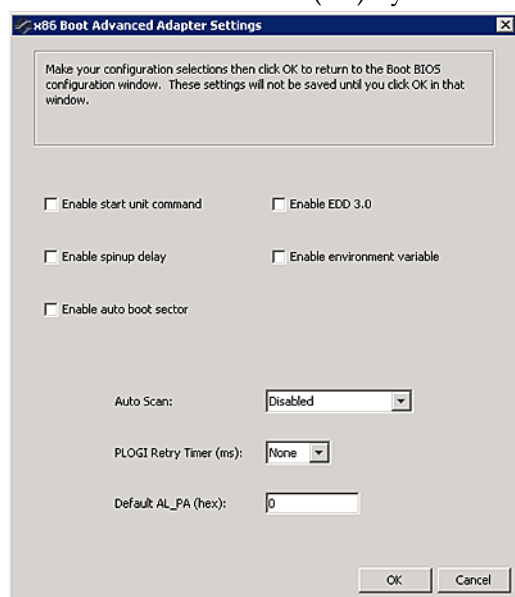 x86 Boot Advanced Adapter Settings
Make your configuration selections then click OK to return to the Boot BIOS
configuration window. These settings will not be saved until you click OK in that
window.
Enable start unit command
Enable EDD 3.0
Enable spinup delay
Enable environment variable
Enable auto boot sector
Auto Scan: Disabled
PLOGI Retry Timer (ms): None
Default AL_PA (hex): 0
OK Cancel